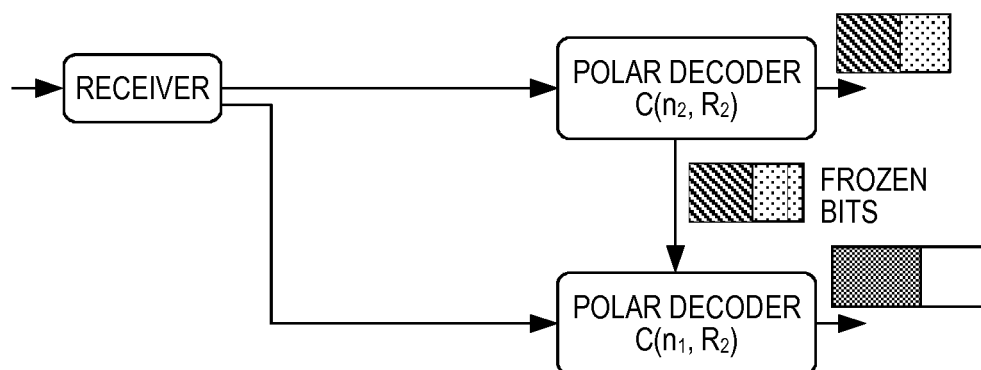 RECEIVER
POLAR DECODER
C(n₂, R₂)
FROZEN
BITS
POLAR DECODER
C(n₁, R₂)